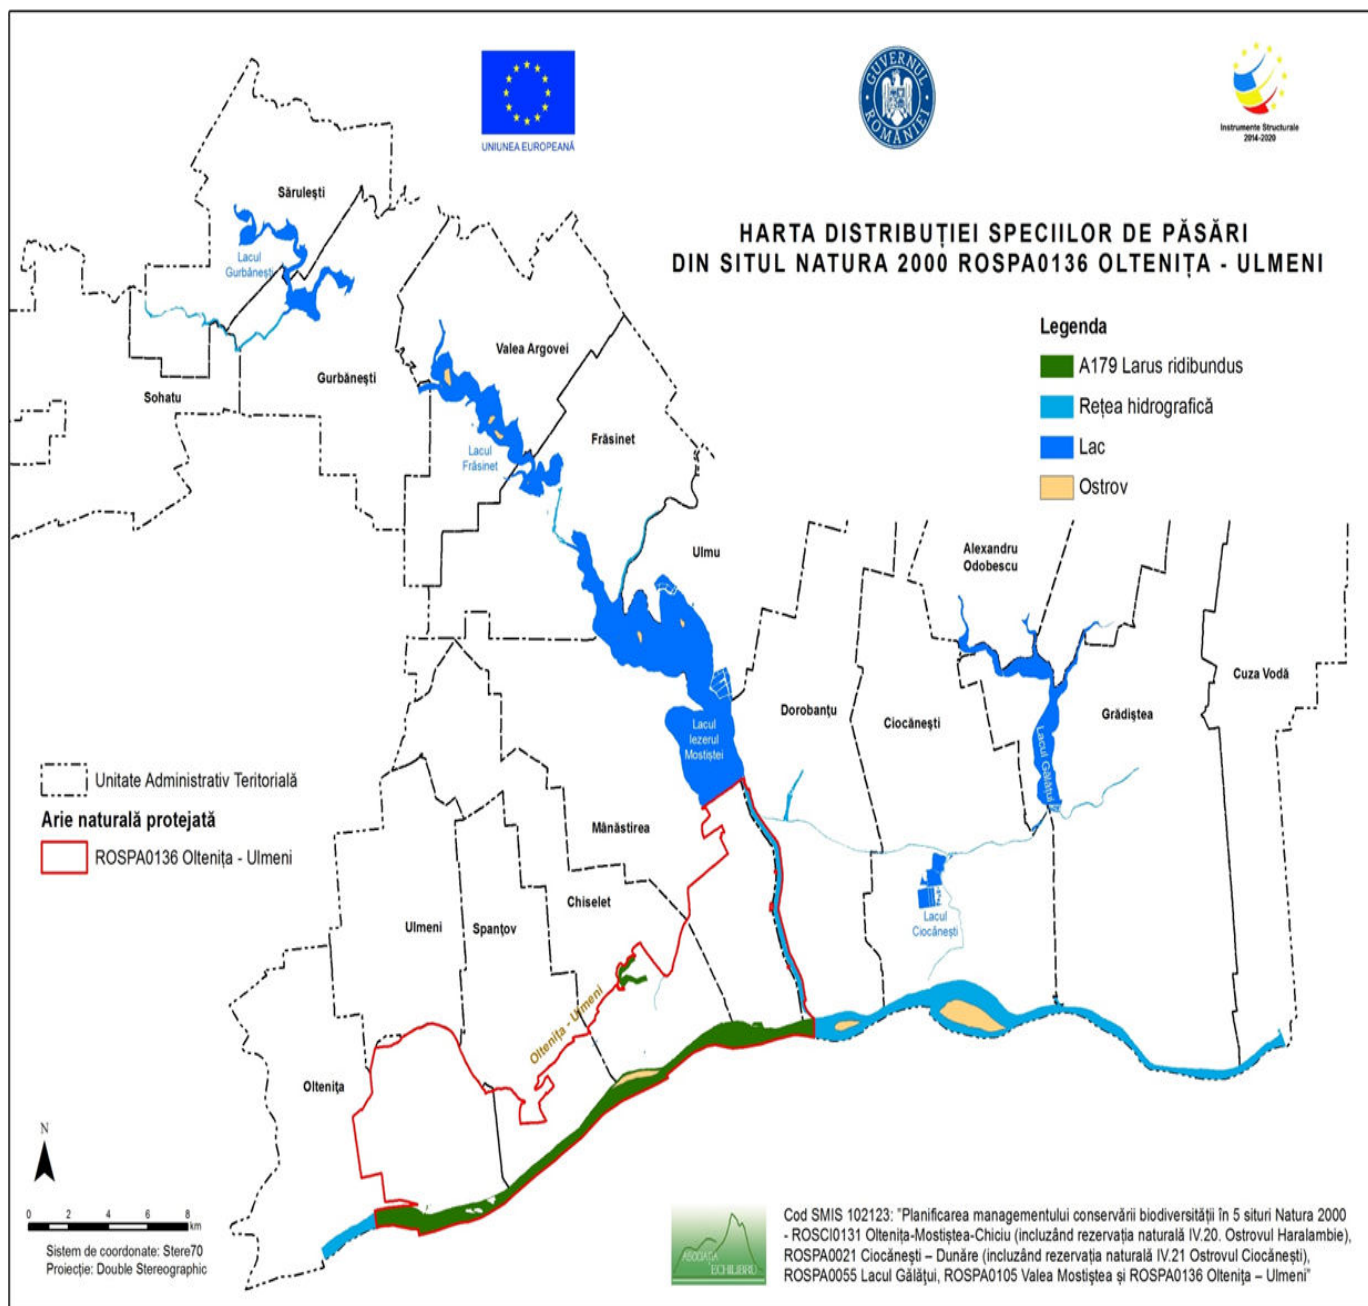 UNIUNEA EUROPEANĂ
GUVERNUL ROMÂNIEI
Instrumente Structurale
2014-2020
HARTA DISTRIBUȚIEI SPECIILOR DE PĂSĂRI
DIN SITUL NATURA 2000 ROSPA0136 OLTENIȚA - ULMENI
Legenda
A179 Larus ridibundus
Rețea hidrografică
Lac
Ostrov
Sărulești
Lacul
Gurbănești
Valea Argovei
Gurbănești
Sohatu
Frăsinet
Lacul
Frăsinet
Ulmu
Alexandru
Odobescu
Cuza Vodă
Dorobanțu
Ciocănești
Grădiștea
Lacul
Iezerul
Mostiștei
Lacul Gălățui
Unitate Administrativ Teritorială
Arie naturală protejată
ROSPA0136 Oltenița - Ulmeni
Mânăstirea
Chiselet
Ulmeni
Spanțov
Lacul
Ciocănești
Oltenița - Ulmeni
Oltenița
N
0 2 4 6 8
km
Sistem de coordonate: Stere70
Proiecție: Double Stereographic
ASOCIAȚIA
ECHILIBRU
Cod SMIS 102123: "Planificarea managementului conservării biodiversității în 5 situri Natura 2000
- ROSCI0131 Oltenița-Mostiștea-Chiciu (incluzând rezervația naturală IV.20. Ostrovul Haralambie),
ROSPA0021 Ciocănești – Dunăre (incluzând rezervația naturală IV.21 Ostrovul Ciocănești),
ROSPA0055 Lacul Gălățui, ROSPA0105 Valea Mostiștea și ROSPA0136 Oltenița – Ulmeni"